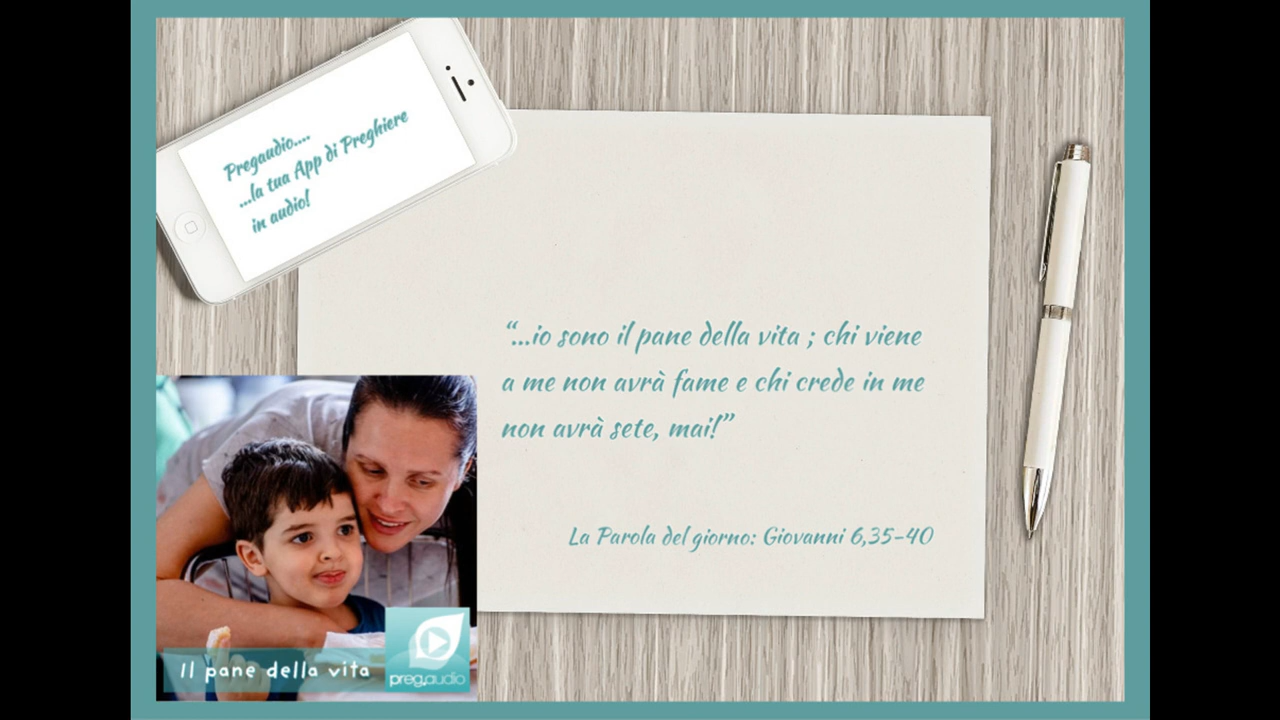 Pregaudio....
...la tua App di Preghiere
in audio!
“...io sono il pane della vita ; chi viene
a me non avrà fame e chi crede in me
non avrà sete, mai!”
La Parola del giorno: Giovanni 6,35-40
Il pane della vita
preg.audio